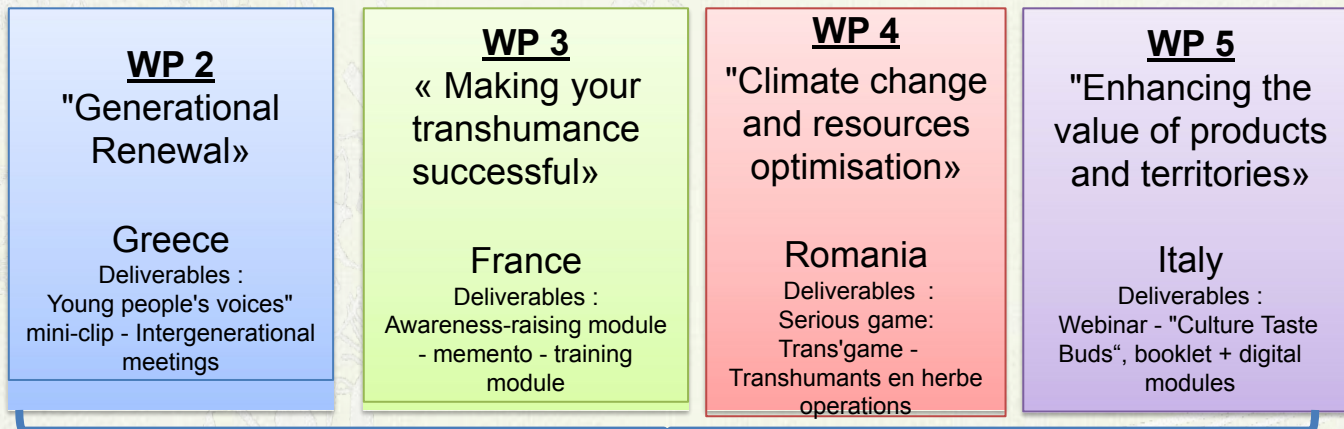 WP 2
"Generational
Renewal»
Greece
Deliverables :
Young people's voices"
mini-clip - Intergenerational
meetings
WP 3
« Making your
transhumance
successful»
France
Deliverables :
Awareness-raising module
- memento - training
module
WP 4
"Climate change
and resources
optimisation»
Romania
Deliverables :
Serious game:
Trans'game -
Transhumants en herbe
operations
WP 5
"Enhancing the
value of products
and territories»
Italy
Deliverables :
Webinar - "Culture Taste
Buds“, booklet + digital
modules